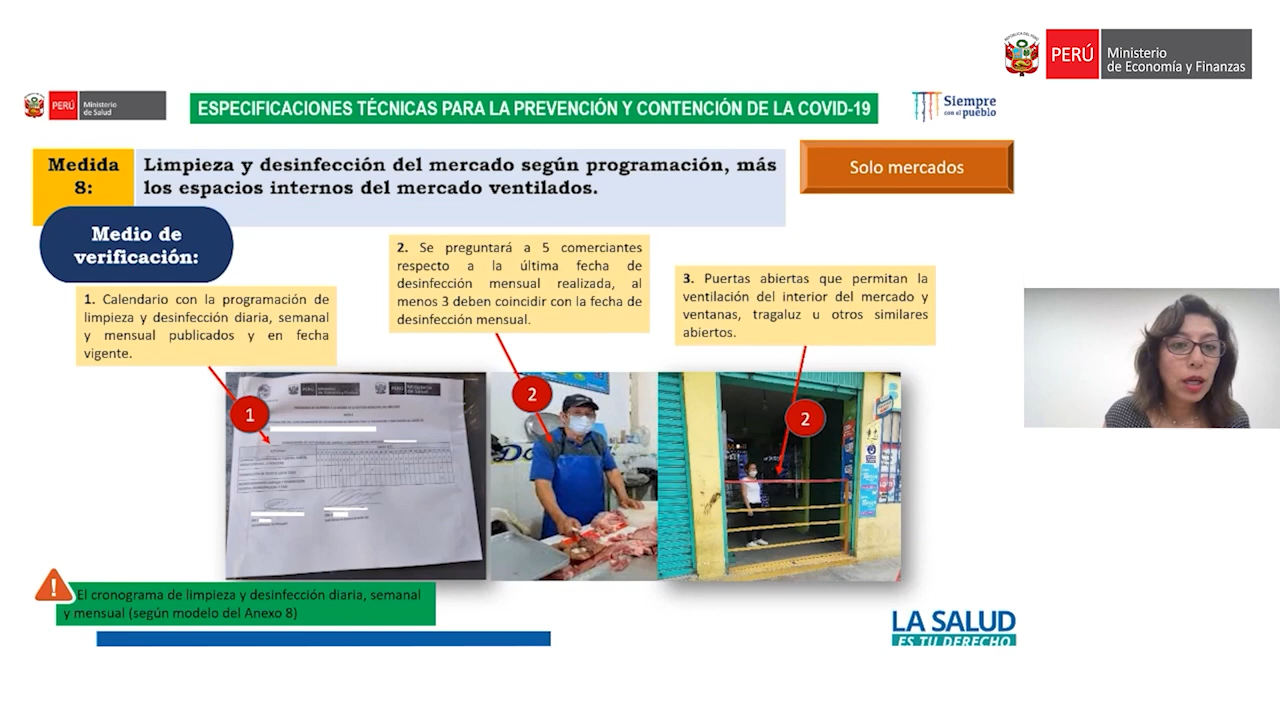 PERÚ
Ministerio
de Economía y Finanzas
PERÚ
Ministerio
de Salud
ESPECIFICACIONES TÉCNICAS PARA LA PREVENCIÓN Y CONTENCIÓN DE LA COVID-19
Siempre
con el pueblo
Medida
8:
Limpieza y desinfección del mercado según programación, más
los espacios internos del mercado ventilados.
Solo mercados
Medio de
verificación:
1. Calendario con la programación de
limpieza y desinfección diaria, semanal
y mensual publicados y en fecha
vigente.
2. Se preguntará a 5 comerciantes
respecto a la última fecha de
desinfección mensual realizada, al
menos 3 deben coincidir con la fecha de
desinfección mensual.
3. Puertas abiertas que permitan la
ventilación del interior del mercado y
ventanas, tragaluz u otros similares
abiertos.
1
2
2
El cronograma de limpieza y desinfección diaria, semanal
y mensual (según modelo del Anexo 8)
LA SALUD
ES TU DERECHO